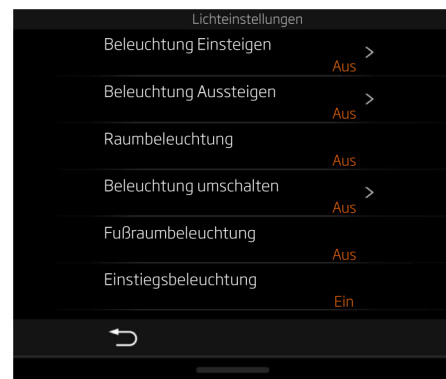 Lichteinstellungen
Beleuchtung Einsteigen
Aus
Beleuchtung Aussteigen
Aus
Raumbeleuchtung
Aus
Beleuchtung umschalten
Aus
Fußraumbeleuchtung
Aus
Einstiegsbeleuchtung
Ein